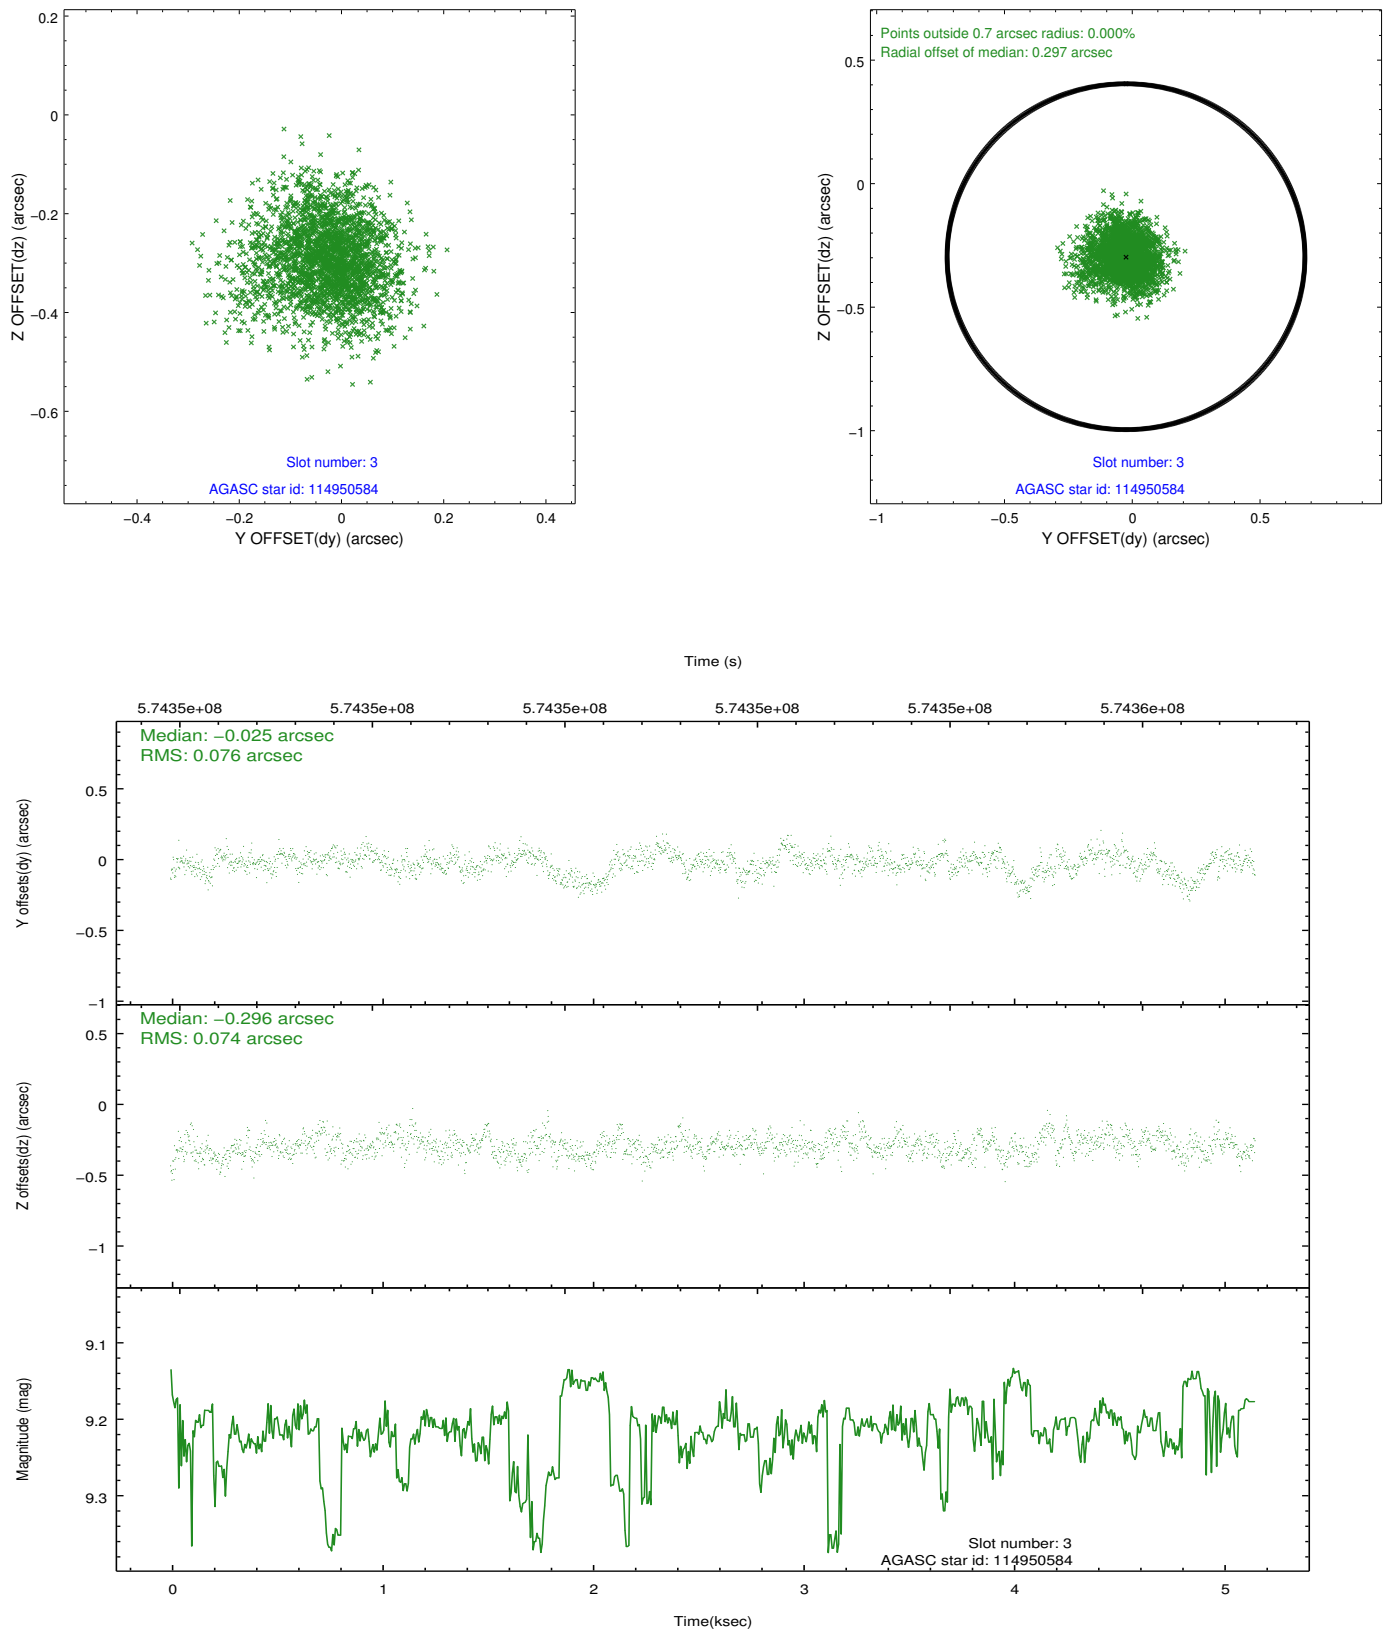 0.2
0
−0.2
−0.4
−0.6
Z OFFSET(dz) (arcsec)
Slot number: 3
AGASC star id: 114950584
−0.4 −0.2 0 0.2 0.4
Y OFFSET(dy) (arcsec)
Points outside 0.7 arcsec radius: 0.000%
Radial offset of median: 0.297 arcsec
0.5
0
−0.5
−1
Z OFFSET(dz) (arcsec)
Slot number: 3
AGASC star id: 114950584
−1 −0.5 0 0.5
Y OFFSET(dy) (arcsec)
Time (s)
5.7435e+08 5.7435e+08 5.7435e+08 5.7435e+08 5.7435e+08 5.7436e+08
Median: −0.025 arcsec
RMS: 0.076 arcsec
0.5
0
−0.5
−1
Y offsets(dy) (arcsec)
Median: −0.296 arcsec
RMS: 0.074 arcsec
0.5
0
−0.5
−1
Z offsets(dz) (arcsec)
9.1
9.2
9.3
Magnitude (mag)
Slot number: 3
AGASC star id: 114950584
0 1 2 3 4 5
Time(ksec)